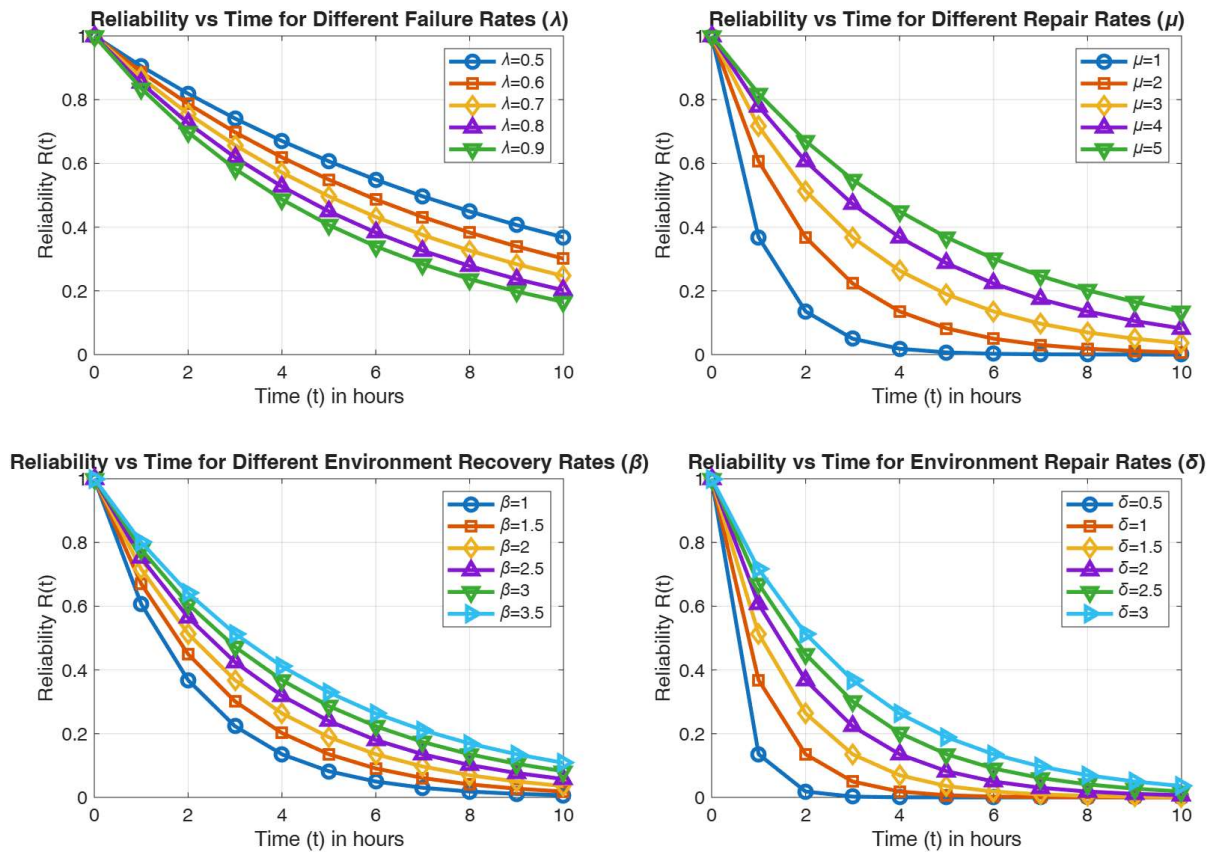 Reliability vs Time for Different Failure Rates (λ)
1
0.8
0.6
0.4
0.2
0
Reliability R(t)
λ=0.5
λ=0.6
λ=0.7
λ=0.8
λ=0.9
0 2 4 6 8 10
Time (t) in hours
Reliability vs Time for Different Repair Rates (μ)
1
0.8
0.6
0.4
0.2
0
Reliability R(t)
μ=1
μ=2
μ=3
μ=4
μ=5
0 2 4 6 8 10
Time (t) in hours
Reliability vs Time for Different Environment Recovery Rates (β)
1
0.8
0.6
0.4
0.2
0
Reliability R(t)
β=1
β=1.5
β=2
β=2.5
β=3
β=3.5
0 2 4 6 8 10
Time (t) in hours
Reliability vs Time for Environment Repair Rates (δ)
1
0.8
0.6
0.4
0.2
0
Reliability R(t)
δ=0.5
δ=1
δ=1.5
δ=2
δ=2.5
δ=3
0 2 4 6 8 10
Time (t) in hours